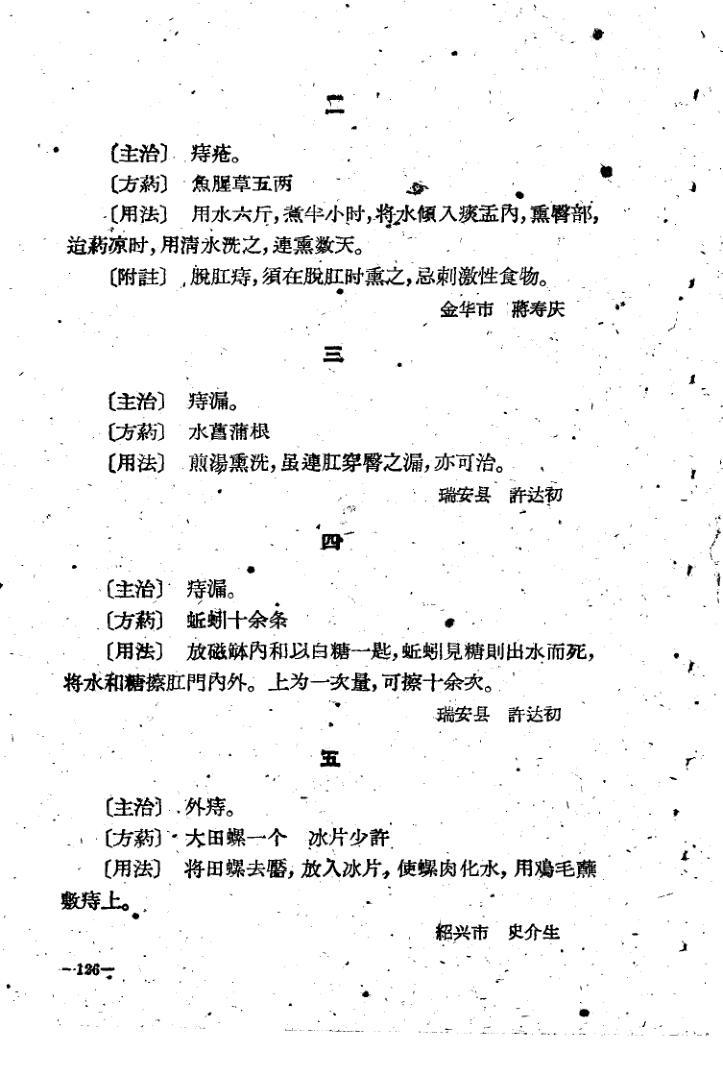 二
〔主治〕 痔疮。
〔方葯〕 魚腥草五两
〔用法〕 用水六斤，煮半小时，将水傾入痰盂內，熏臀部，
迨葯凉时，用清水洗之，連熏数天。
〔附註〕 脫肛痔，須在脫肛时熏之，忌刺激性食物。
金华市 蔣寿庆
三
〔主治〕 痔漏。
〔方葯〕 水菖蒲根
〔用法〕 煎湯熏洗，虽連肛穿臀之漏，亦可治。
瑞安县 許达初
四
〔主治〕 痔漏。
〔方葯〕 蚯蚓十余条
〔用法〕 放磁鉢內和以白糖一匙，蚯蚓見糖則出水而死，
将水和糖擦肛門內外。上为一次量，可擦十余次。
瑞安县 許达初
五
〔主治〕 外痔。
〔方葯〕 大田螺一个 冰片少許
〔用法〕 将田螺去靨，放入冰片，使螺肉化水，用鸡毛蘸
敷痔上。
紹兴市 史介生
—126—